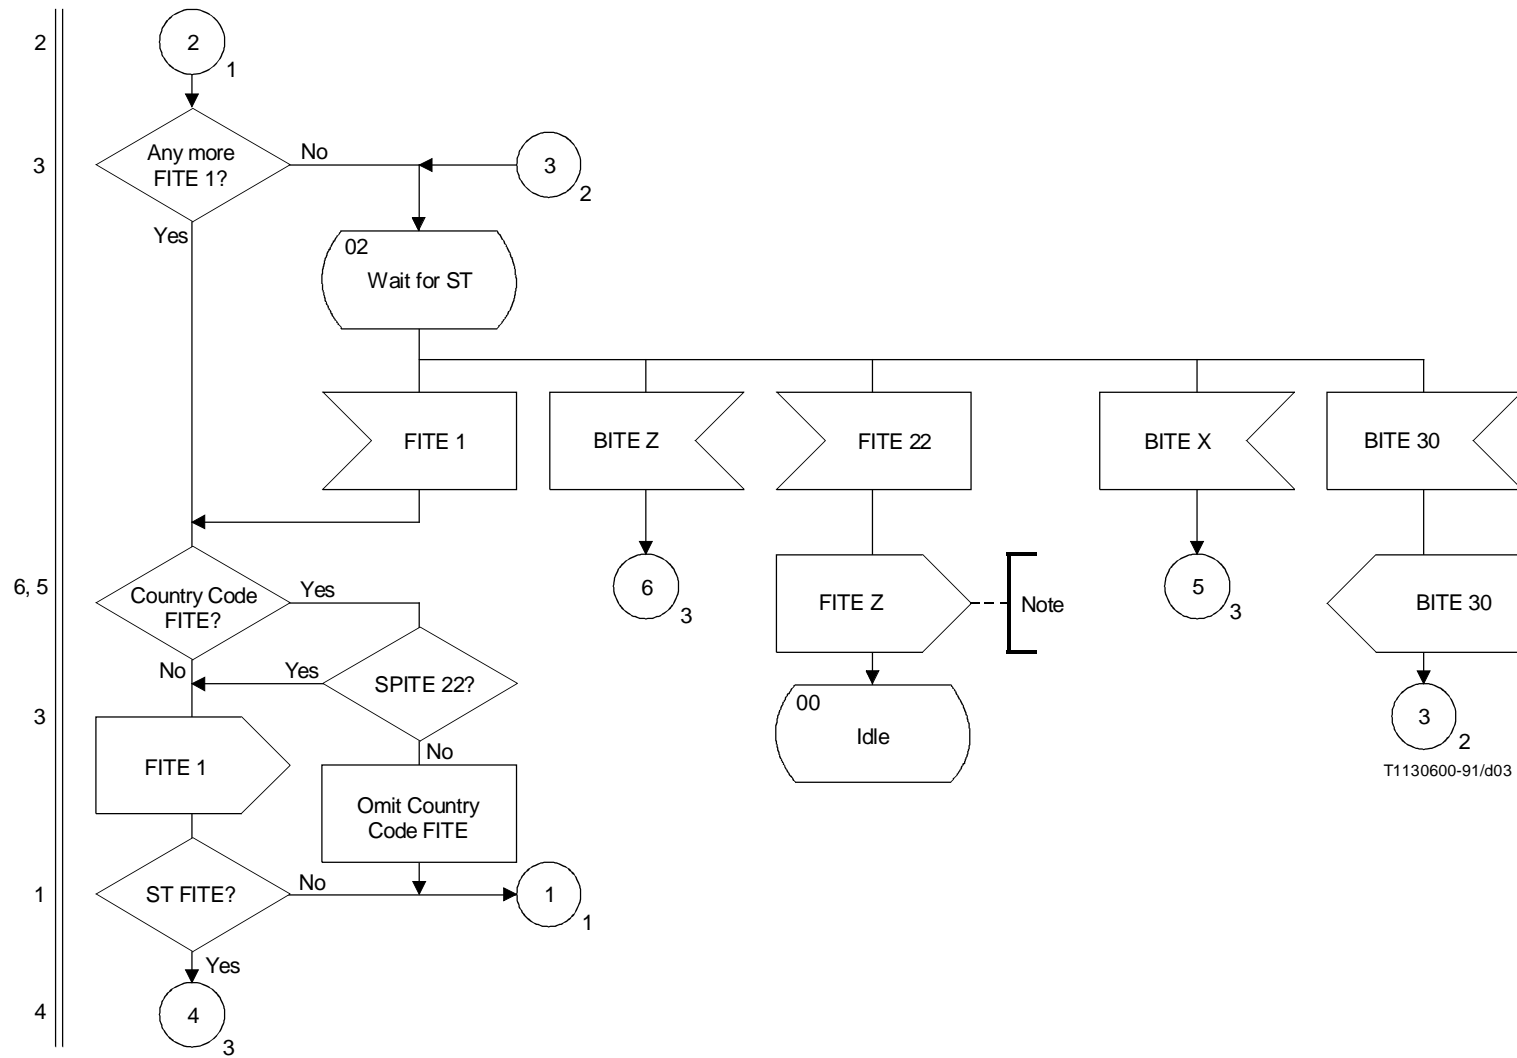 2
2
1
3
Any more
FITE 1?
No
3
2
Yes
02
Wait for ST
FITE 1
BITE Z
FITE 22
BITE X
BITE 30
6, 5
Country Code
FITE?
Yes
6
3
FITE Z
Note
5
3
BITE 30
No
Yes
SPITE 22?
3
FITE 1
No
00
Idle
3
2
T1130600-91/d03
Omit Country
Code FITE
1
ST FITE?
No
1
1
Yes
4
4
3